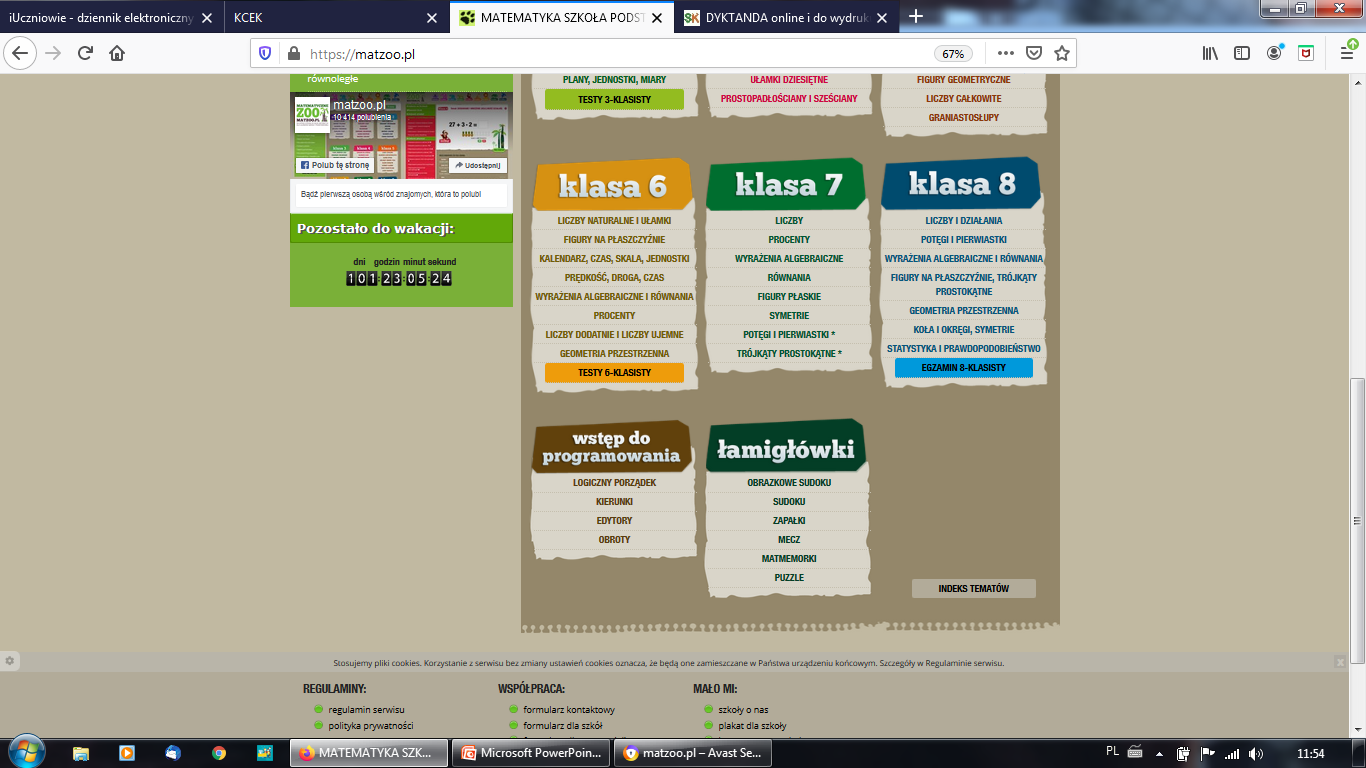 iUczniowie - dziennik elektroniczny
KCEK
MATEMATYKA SZKOŁA PODST
DYKTANDA online i do wydruku
https://matzoo.pl
67%
równoległe
matzoo.pl
10 414 polubienia
Polub tę stronę
Udostępnij
Bądź pierwszą osobą wśród znajomych, która to polubi
Pozostało do wakacji:
dni godzin minut sekund
101 23 05 24
PLANY, JEDNOSTKI, MIARY
TESTY 3-KLASISTY
UŁAMKI DZIESIĘTNE
PROSTOPADŁOŚCIANY I SZEŚCIANY
FIGURY GEOMETRYCZNE
LICZBY CAŁKOWITE
GRANIASTOSŁUPY
klasa 6
LICZBY NATURALNE I UŁAMKI
FIGURY NA PŁASZCZYŹNIE
KALENDARZ, CZAS, SKALA, JEDNOSTKI
PRĘDKOŚĆ, DROGA, CZAS
WYRAŻENIA ALGEBRAICZNE I RÓWNANIA
PROCENTY
LICZBY DODATNIE I LICZBY UJEMNE
GEOMETRIA PRZESTRZENNA
TESTY 6-KLASISTY
klasa 7
LICZBY
PROCENTY
WYRAŻENIA ALGEBRAICZNE
RÓWNANIA
FIGURY PŁASKIE
SYMETRIE
POTĘGI I PIERWIASTKI *
TRÓJKĄTY PROSTOKĄTNE *
klasa 8
LICZBY I DZIAŁANIA
POTĘGI I PIERWIASTKI
WYRAŻENIA ALGEBRAICZNE I RÓWNANIA
FIGURY NA PŁASZCZYŹNIE, TRÓJKĄTY
PROSTOKĄTNE
GEOMETRIA PRZESTRZENNA
KOŁA I OKRĘGI, SYMETRIE
STATYSTYKA I PRAWDOPODOBIEŃSTWO
EGZAMIN 8-KLASISTY
wstęp do
programowania
LOGICZNY PORZĄDEK
KIERUNKI
EDYTORY
OBROTY
łamigłówki
OBRAZKOWE SUDOKU
SUDOKU
ZAPAŁKI
MECZ
MATMEMORKI
PUZZLE
INDEKS TEMATÓW
Stosujemy pliki cookies. Korzystanie z serwisu bez zmiany ustawień cookies oznacza, że będą one zamieszczane w Państwa urządzeniu końcowym. Szczegóły w Regulaminie serwisu.
REGULAMINY:
regulamin serwisu
polityka prywatności
WSPÓŁPRACA:
formularz kontaktowy
formularz dla szkół
MAŁO MI:
szkoły o nas
plakat dla szkoły
MATEMATYKA SZK...
Microsoft PowerPoin...
matzoo.pl – Avast Se...
PL
11:54